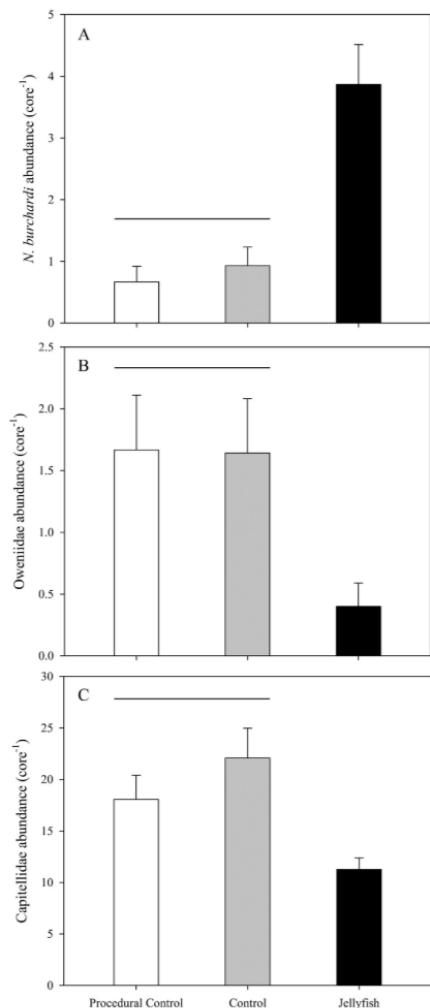 A
N. burchardi abundance (core-1)
5
4
3
2
1
0
B
Oweniidae abundance (core-1)
2.5
2.0
1.5
1.0
0.5
0.0
C
Capitellidae abundance (core-1)
30
25
20
15
10
5
0
Procedural Control Control Jellyfish